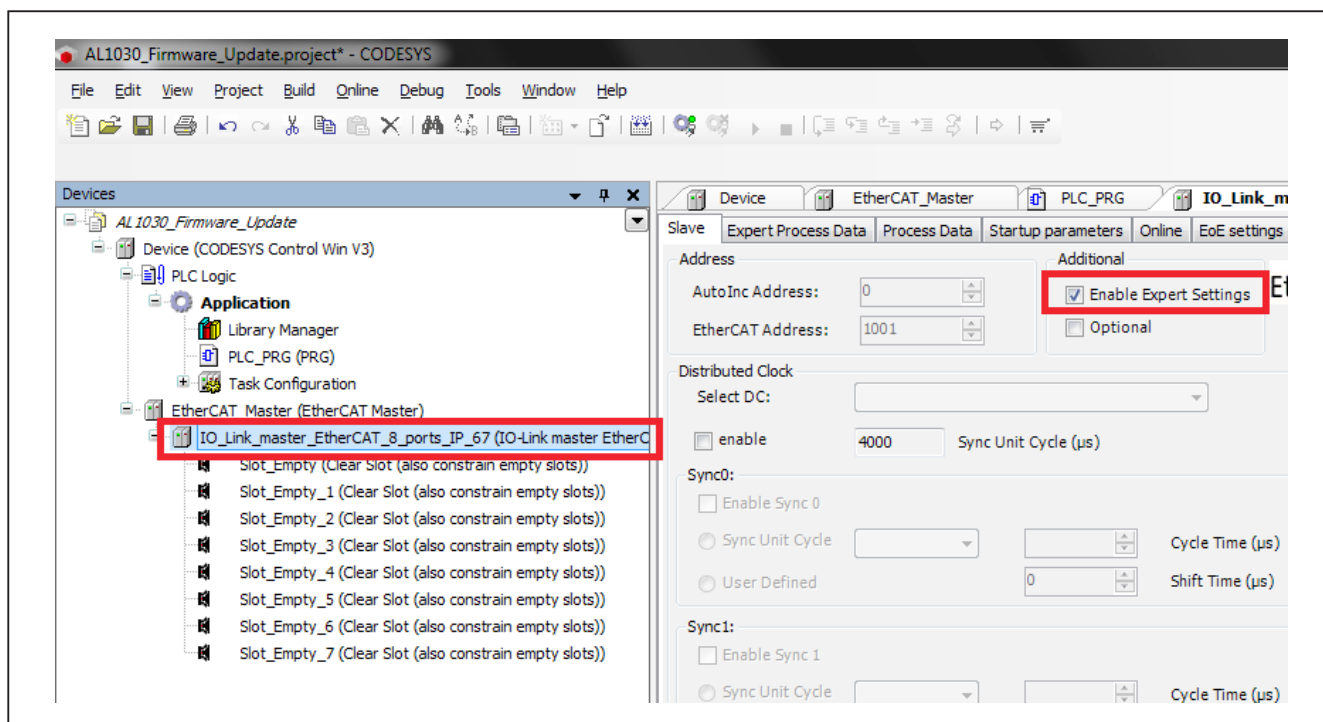 AL1030_Firmware_Update.project* - CODESYS
File Edit View Project Build Online Debug Tools Window Help
Devices
AL1030_Firmware_Update
Device (CODESYS Control Win V3)
PLC Logic
Application
Library Manager
PLC_PRG (PRG)
Task Configuration
EtherCAT_Master (EtherCAT Master)
IO_Link_master_EtherCAT_8_ports_IP_67 (IO-Link master EtherC
Slot_Empty (Clear Slot (also constrain empty slots))
Slot_Empty_1 (Clear Slot (also constrain empty slots))
Slot_Empty_2 (Clear Slot (also constrain empty slots))
Slot_Empty_3 (Clear Slot (also constrain empty slots))
Slot_Empty_4 (Clear Slot (also constrain empty slots))
Slot_Empty_5 (Clear Slot (also constrain empty slots))
Slot_Empty_6 (Clear Slot (also constrain empty slots))
Slot_Empty_7 (Clear Slot (also constrain empty slots))
Device EtherCAT_Master PLC_PRG IO_Link_m
Slave Expert Process Data Process Data Startup parameters Online EoE settings
Address Additional
AutoInc Address: 0 Enable Expert Settings Et
EtherCAT Address: 1001 Optional
Distributed Clock
Select DC:
enable 4000 Sync Unit Cycle (µs)
Sync0:
Enable Sync 0
Sync Unit Cycle Cycle Time (µs)
User Defined 0 Shift Time (µs)
Sync1:
Enable Sync 1
Sync Unit Cycle Cycle Time (µs)